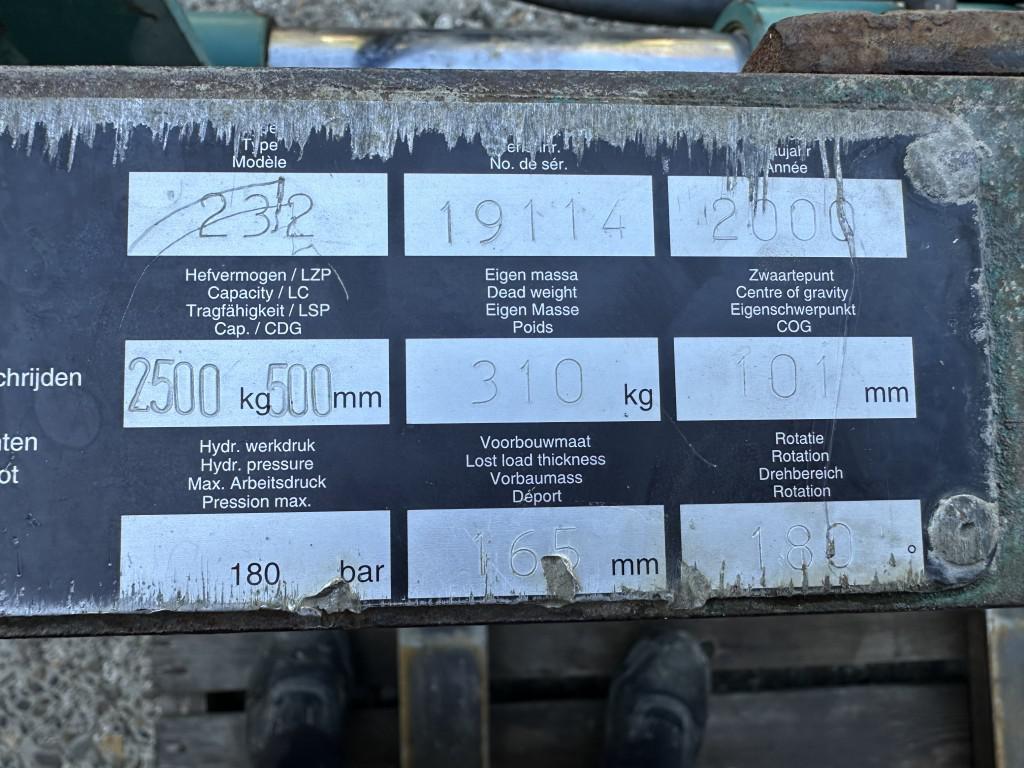 Type
Modèle
No. de sér.
Année
232
19114
2000
Hefvermogen / LZP
Capacity / LC
Tragfähigkeit / LSP
Cap. / CDG
Eigen massa
Dead weight
Eigen Masse
Poids
Zwaartepunt
Centre of gravity
Eigenschwerpunkt
COG
chrijden
2500 kg 500 mm
310 kg
101 mm
nten
ot
Hydr. werkdruk
Hydr. pressure
Max. Arbeitsdruck
Pression max.
Voorbouwmaat
Lost load thickness
Vorbaumass
Déport
Rotatie
Rotation
Drehbereich
Rotation
180 bar
165 mm
180 °